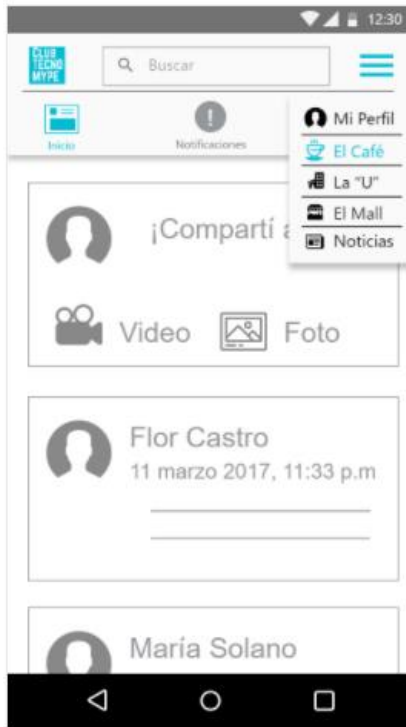 12:30
CLUB
TECNO
MYPE
Buscar
Inicio
Notificaciones
Mi Perfil
El Café
La "U"
El Mall
Noticias
¡Compartí a
Video
Foto
Flor Castro
11 marzo 2017, 11:33 p.m
María Solano